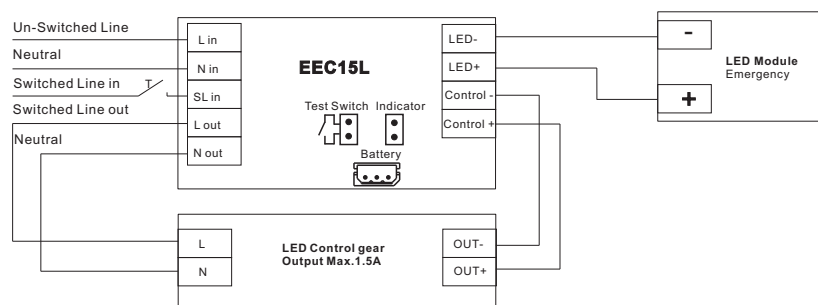 Un-Switched Line
Neutral
Switched Line in
Switched Line out
Neutral
L in
N in
SL in
L out
N out
EEC15L
Test Switch
Indicator
Battery
LED-
LED+
Control -
Control +
-
+
LED Module
Emergency
L
N
LED Control gear
Output Max.1.5A
OUT-
OUT+